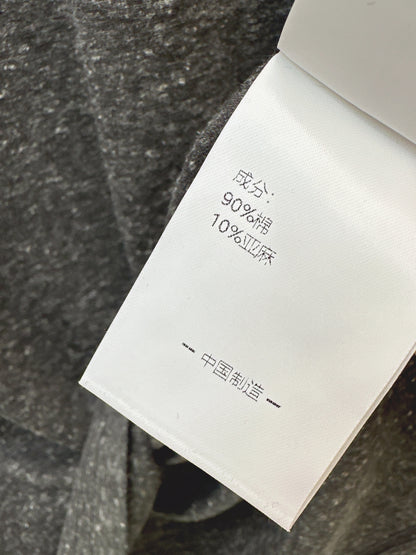 成分:
90%棉
10%亚麻
- 中国制造 -